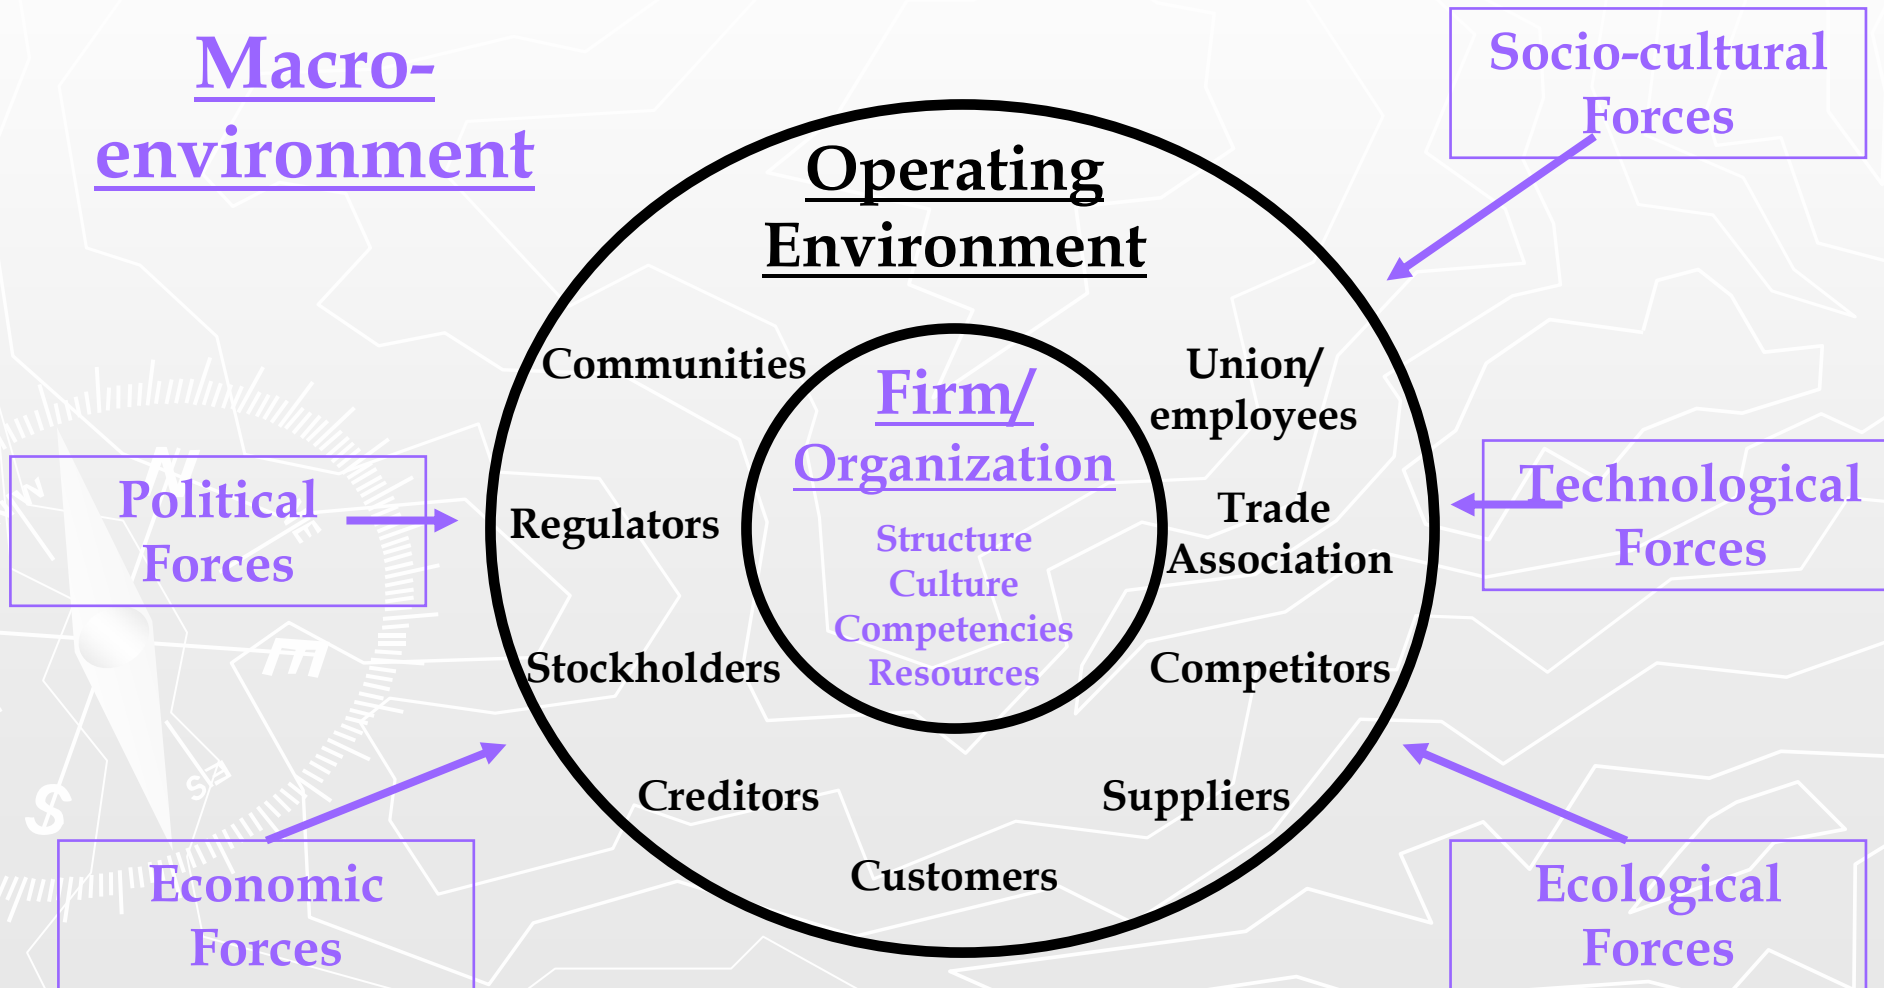 Macro-
environment
Socio-cultural
Forces
Operating
Environment
Communities
Union/
employees
Firm/
Organization
Structure
Culture
Competencies
Resources
Political
Forces
Regulators
Trade
Association
Technological
Forces
Stockholders
Competitors
Creditors
Suppliers
Customers
Economic
Forces
Ecological
Forces
N
E
S